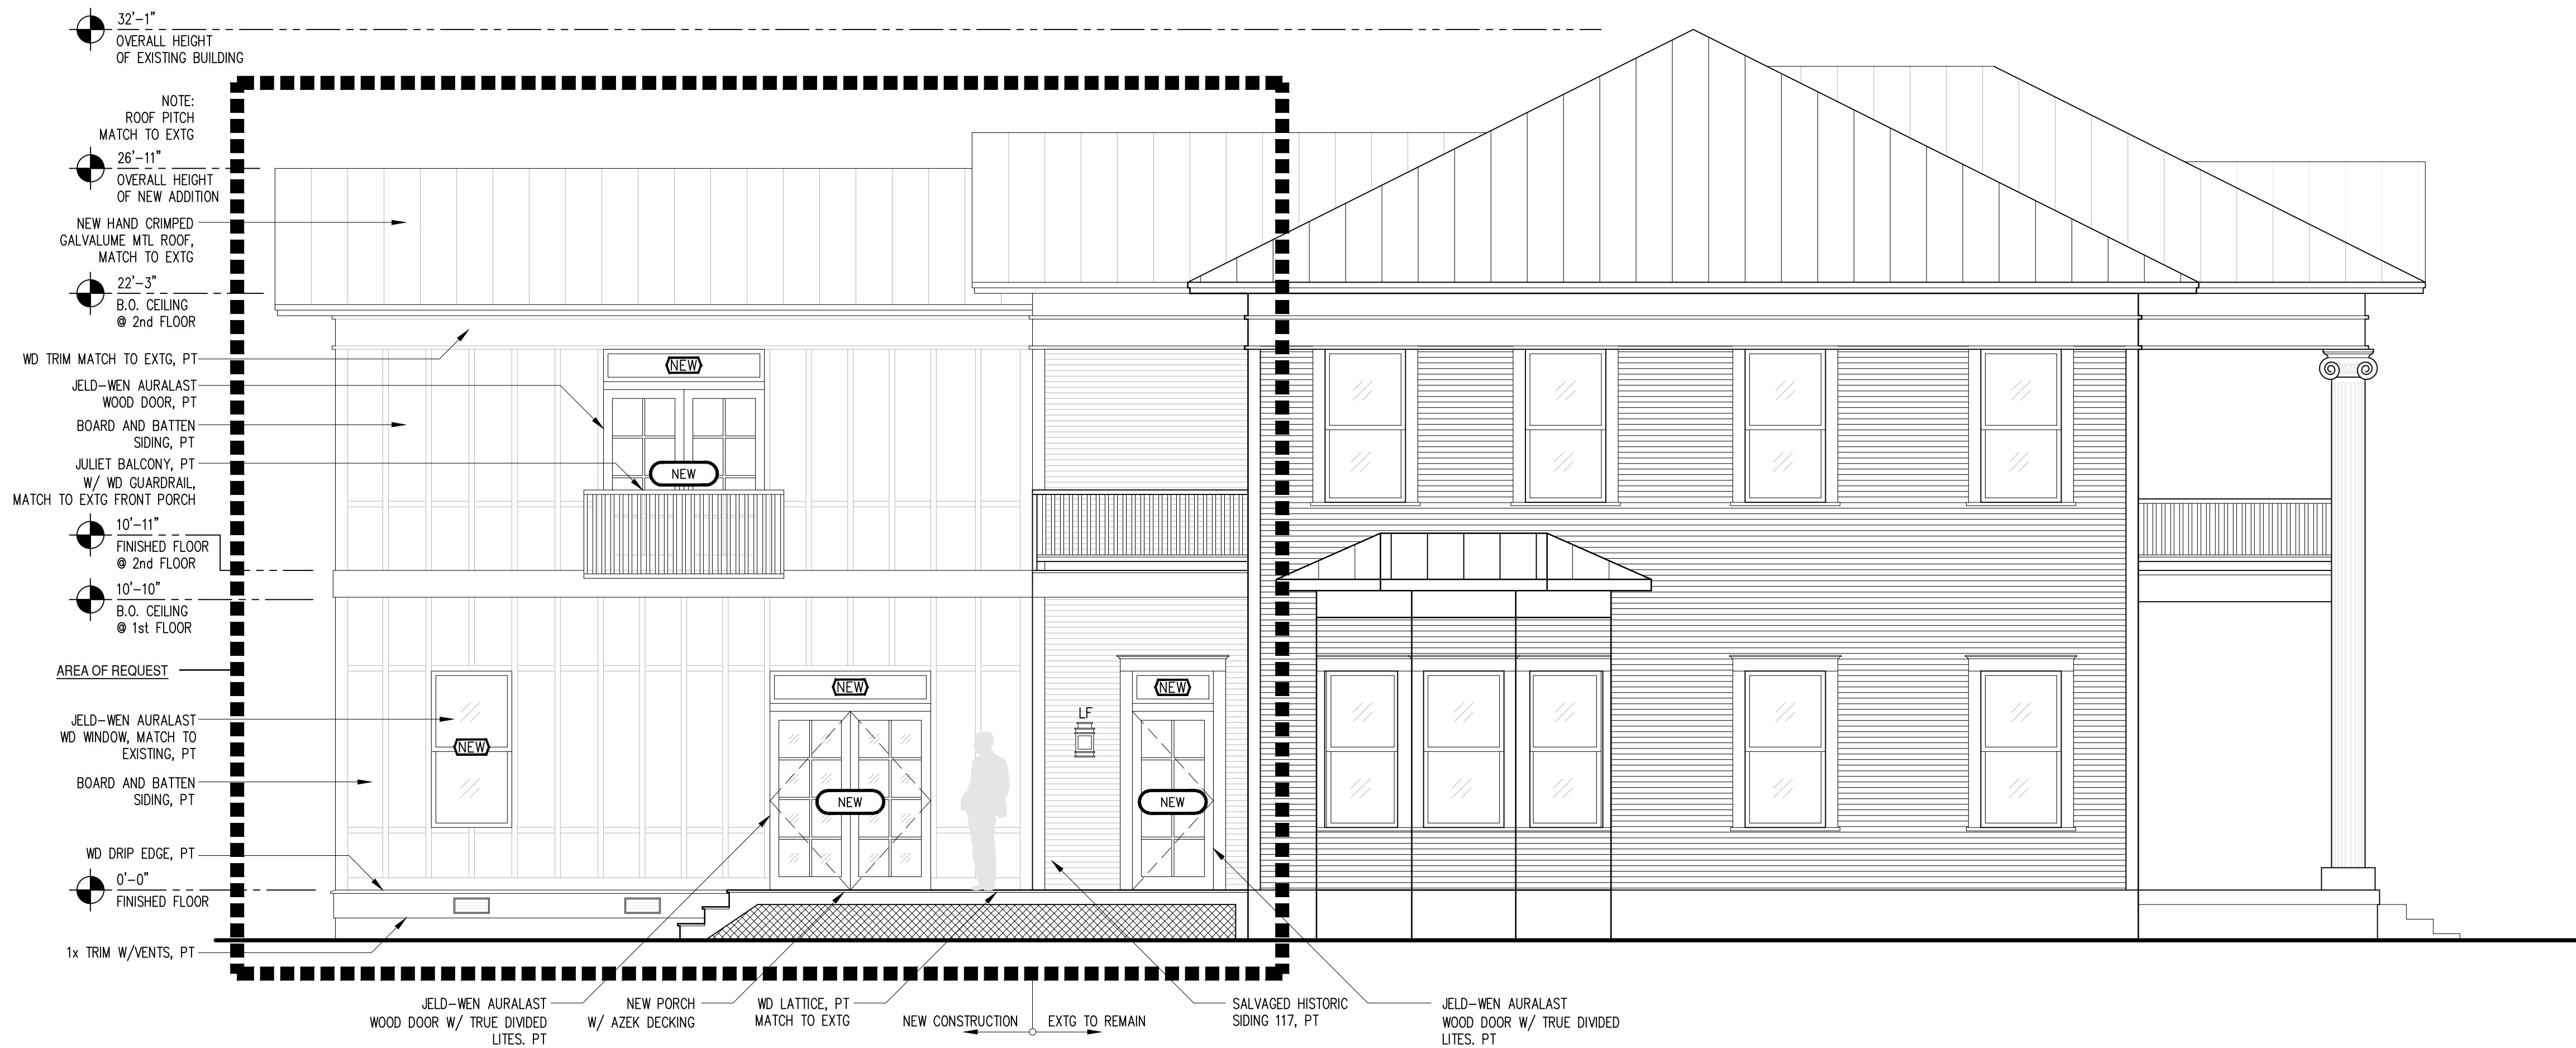 32'-1"
OVERALL HEIGHT
OF EXISTING BUILDING
NOTE:
ROOF PITCH
MATCH TO EXTG
26'-11"
OVERALL HEIGHT
OF NEW ADDITION
NEW HAND CRIMPED
GALVALUME MTL ROOF,
MATCH TO EXTG
22'-3"
B.O. CEILING
@ 2nd FLOOR
WD TRIM MATCH TO EXTG, PT
JELD-WEN AURALAST
WOOD DOOR, PT
BOARD AND BATTEN
SIDING, PT
JULIET BALCONY, PT
W/ WD GUARDRAIL,
MATCH TO EXTG FRONT PORCH
10'-11"
FINISHED FLOOR
@ 2nd FLOOR
10'-10"
B.O. CEILING
@ 1st FLOOR
AREA OF REQUEST
JELD-WEN AURALAST
WD WINDOW, MATCH TO
EXISTING, PT
BOARD AND BATTEN
SIDING, PT
WD DRIP EDGE, PT
0'-0"
FINISHED FLOOR
1x TRIM W/VENTS, PT
NEW
NEW
NEW
NEW
NEW
LF
NEW
NEW
JELD-WEN AURALAST
WOOD DOOR W/ TRUE DIVIDED
LITES. PT
NEW PORCH
W/ AZEK DECKING
WD LATTICE, PT
MATCH TO EXTG
NEW CONSTRUCTION
EXTG TO REMAIN
SALVAGED HISTORIC
SIDING 117, PT
JELD-WEN AURALAST
WOOD DOOR W/ TRUE DIVIDED
LITES. PT